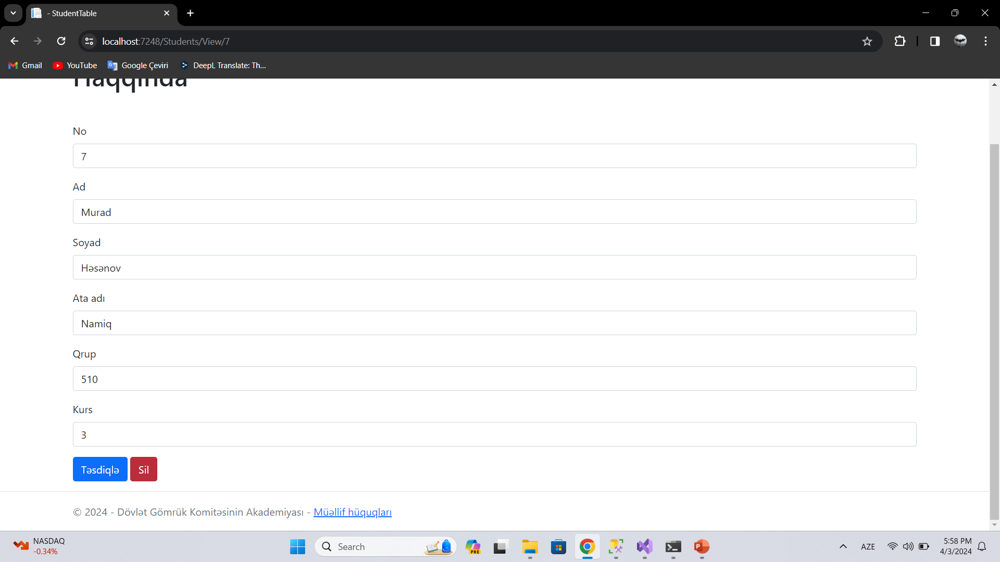 - StudentTable
localhost:7248/Students/View/7
Gmail
YouTube
Google Çeviri
DeepL Translate: Th...
Haqqında
No
7
Ad
Murad
Soyad
Həsənov
Ata adı
Namiq
Qrup
510
Kurs
3
Təsdiqlə
Sil
© 2024 - Dövlət Gömrük Komitəsinin Akademiyası - Müəllif hüquqları
NASDAQ
-0.34%
Search
PRE
AZE
5:58 PM
4/3/2024